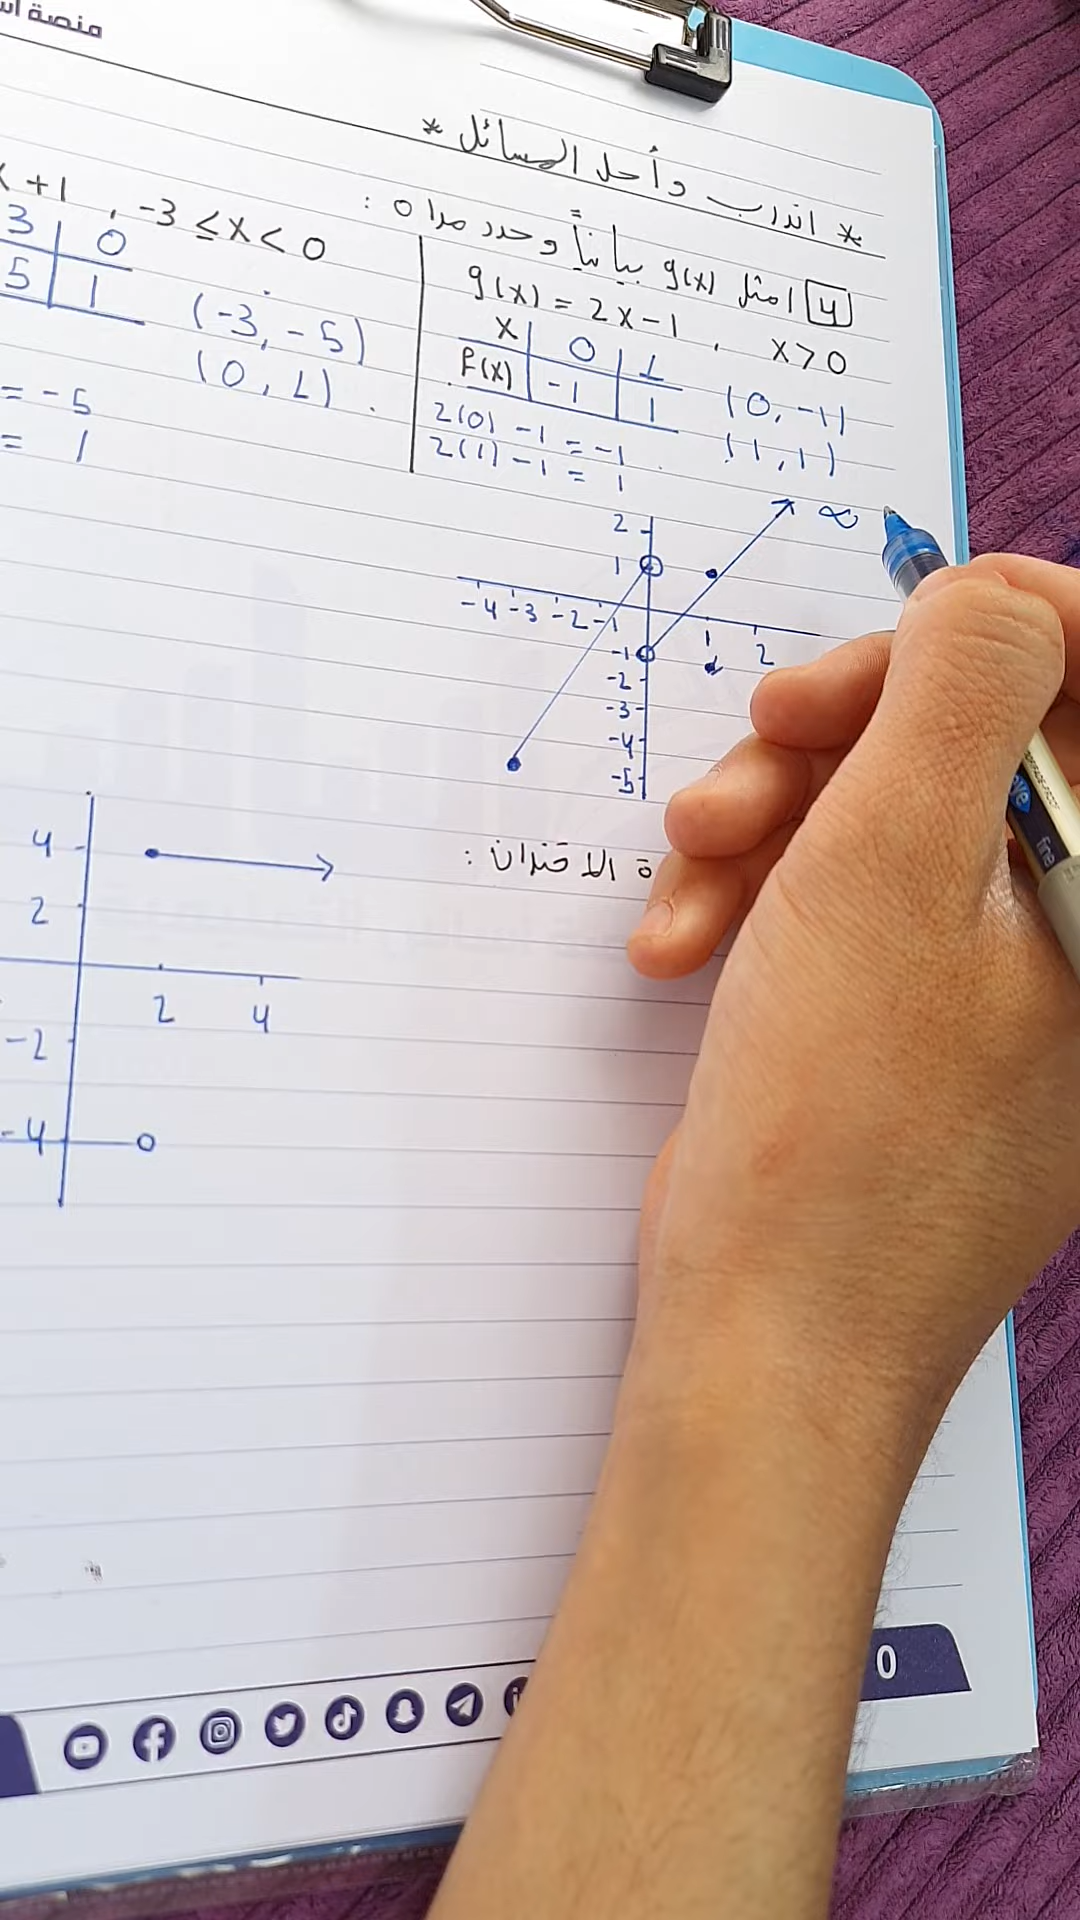 منصة
* اتدرب وأحل المسائل *
4 امثل g(x) بيانياً وحدد مداه :
g(x) = 2x-1 , x>0
x | 0 | 1
f(x) | -1 | 1
(0, -1)
(1, 1)
2(0) -1 = -1
2(1) -1 = 1
x +1 , -3 ≤ x < 0
3 | 0
5 | 1
(-3, -5)
(0, 1)
= -5
= 1
2
1
-4 -3 -2 -1
1 2
-1
-2
-3
-4
-5
∞
ة الاقتران :
4
2
2 4
-2
-4
0
eye
fine